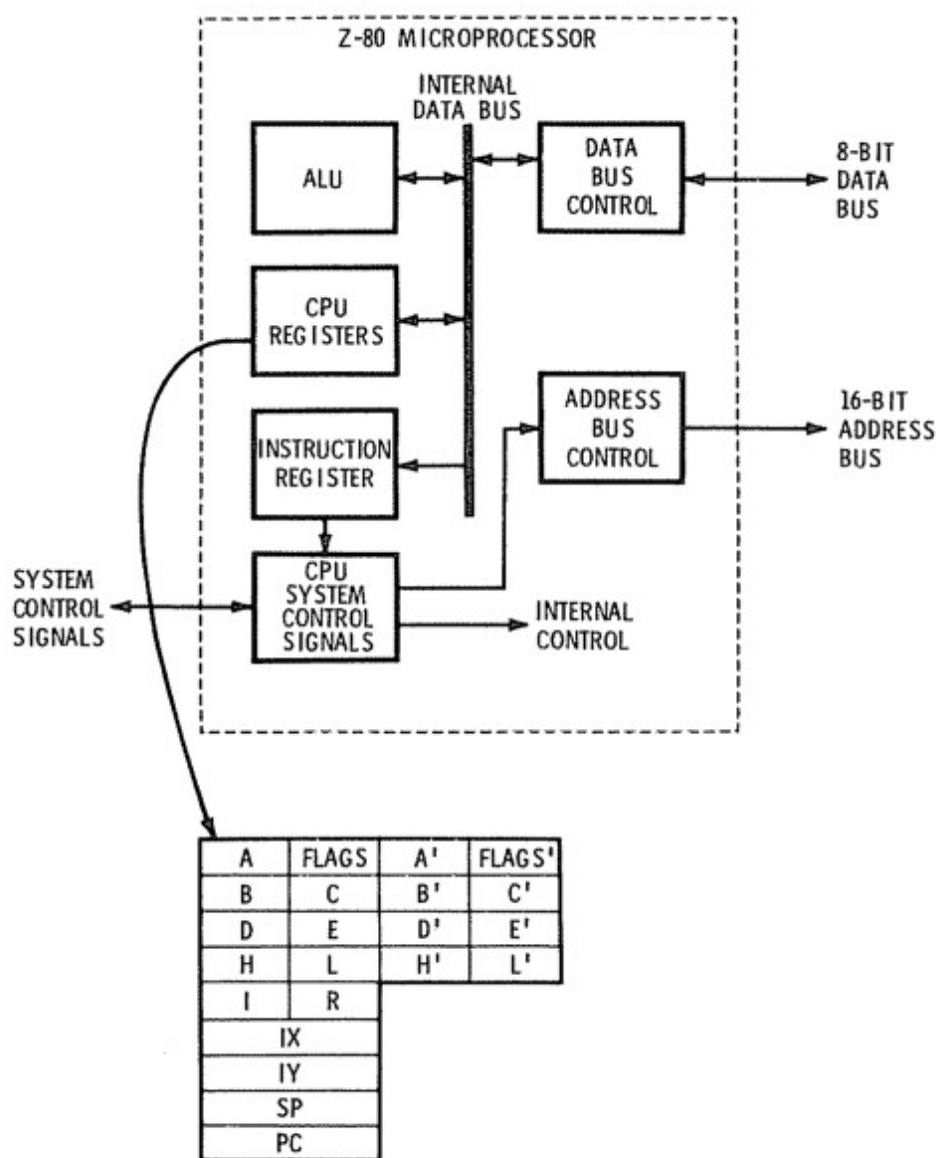 Z-80 MICROPROCESSOR
INTERNAL
DATA BUS
ALU
DATA
BUS
CONTROL
8-BIT
DATA
BUS
CPU
REGISTERS
ADDRESS
BUS
CONTROL
16-BIT
ADDRESS
BUS
INSTRUCTION
REGISTER
SYSTEM
CONTROL
SIGNALS
CPU
SYSTEM
CONTROL
SIGNALS
INTERNAL
CONTROL
A FLAGS A' FLAGS'
B C B' C'
D E D' E'
H L H' L'
I R
IX
IY
SP
PC